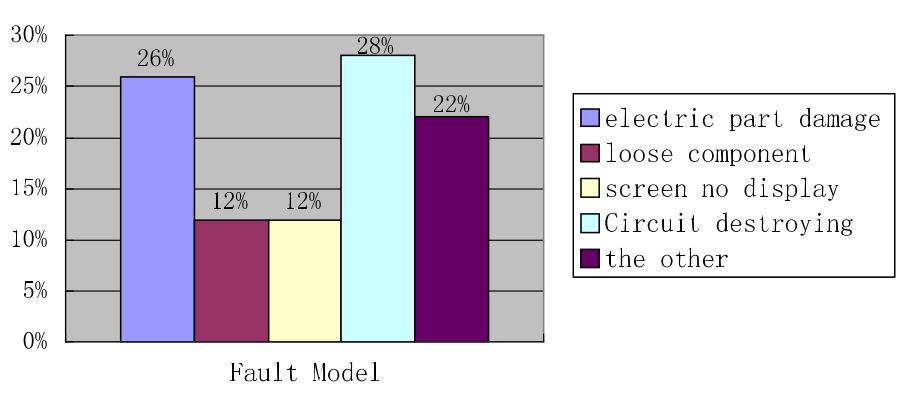 30%
25%
20%
15%
10%
5%
0%
26%
12%
12%
28%
22%
Fault Model
electric part damage
loose component
screen no display
Circuit destroying
the other